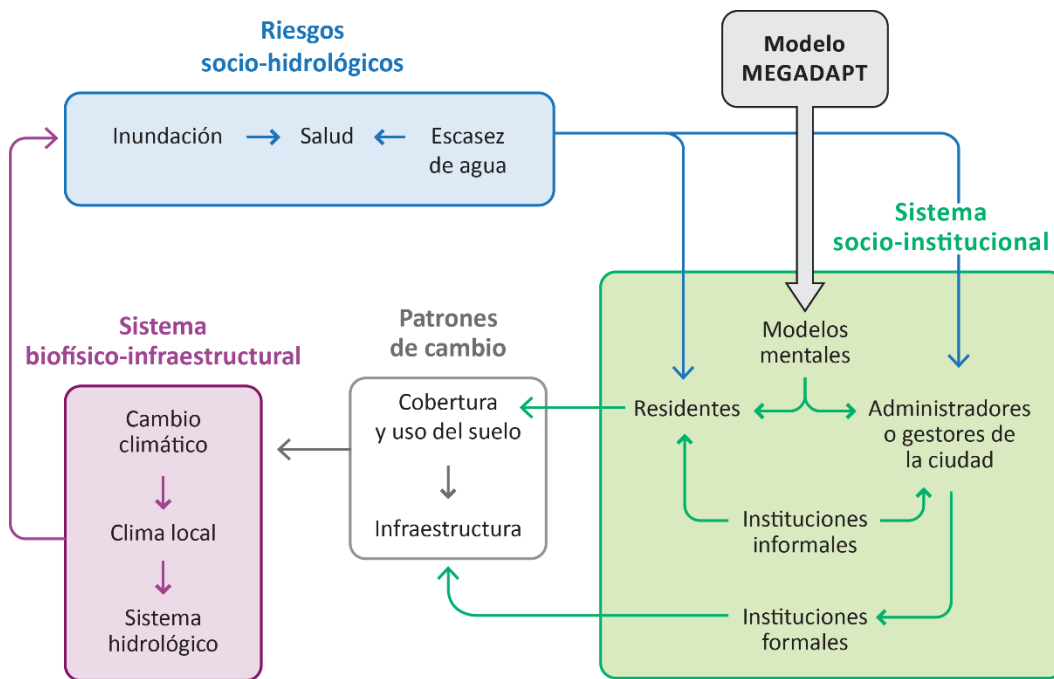 Riesgos
socio-hidrológicos
Modelo
MEGADAPT
Inundación
Salud
Escasez
de agua
Sistema
socio-institucional
Sistema
biofísico-infraestructural
Patrones
de cambio
Modelos
mentales
Cambio
climático
Clima local
Sistema
hidrológico
Cobertura
y uso del suelo
Infraestructura
Residentes
Administradores
o gestores de
la ciudad
Instituciones
informales
Instituciones
formales